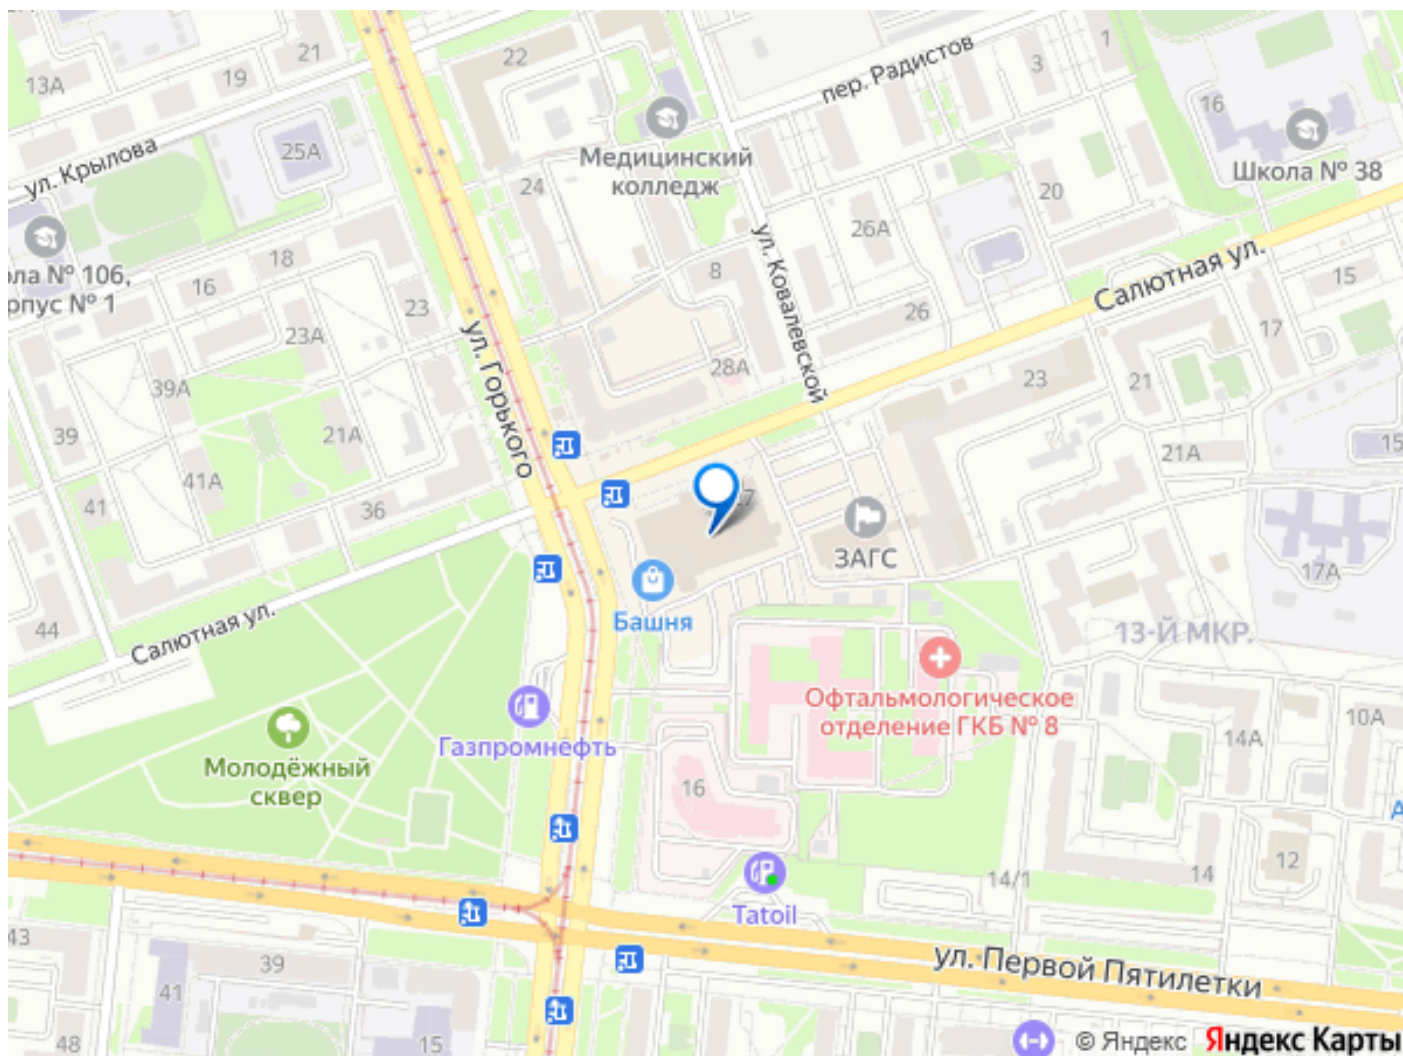 21
22
пер. Радистов
3
1
13А
19
16
Школа № 38
25А
ул. Крылова
Медицинский
колледж
24
20
26А
ул. Ковалевской
Салютная ул.
18
16
8
15
№ 106,
№ 1
23
23А
ул. Горького
26
17
39А
28А
23
21
39
21А
15
21А
41А
41
36
ЗАГС
17А
Башня
44
Салютная ул.
13-Й МКР.
Офтальмологическое
отделение ГКБ № 8
10А
Газпромнефть
14А
Молодёжный
сквер
16
12
14
14/1
Tatoil
43
39
ул. Первой Пятилетки
41
48
15
© Яндекс Яндекс Карты